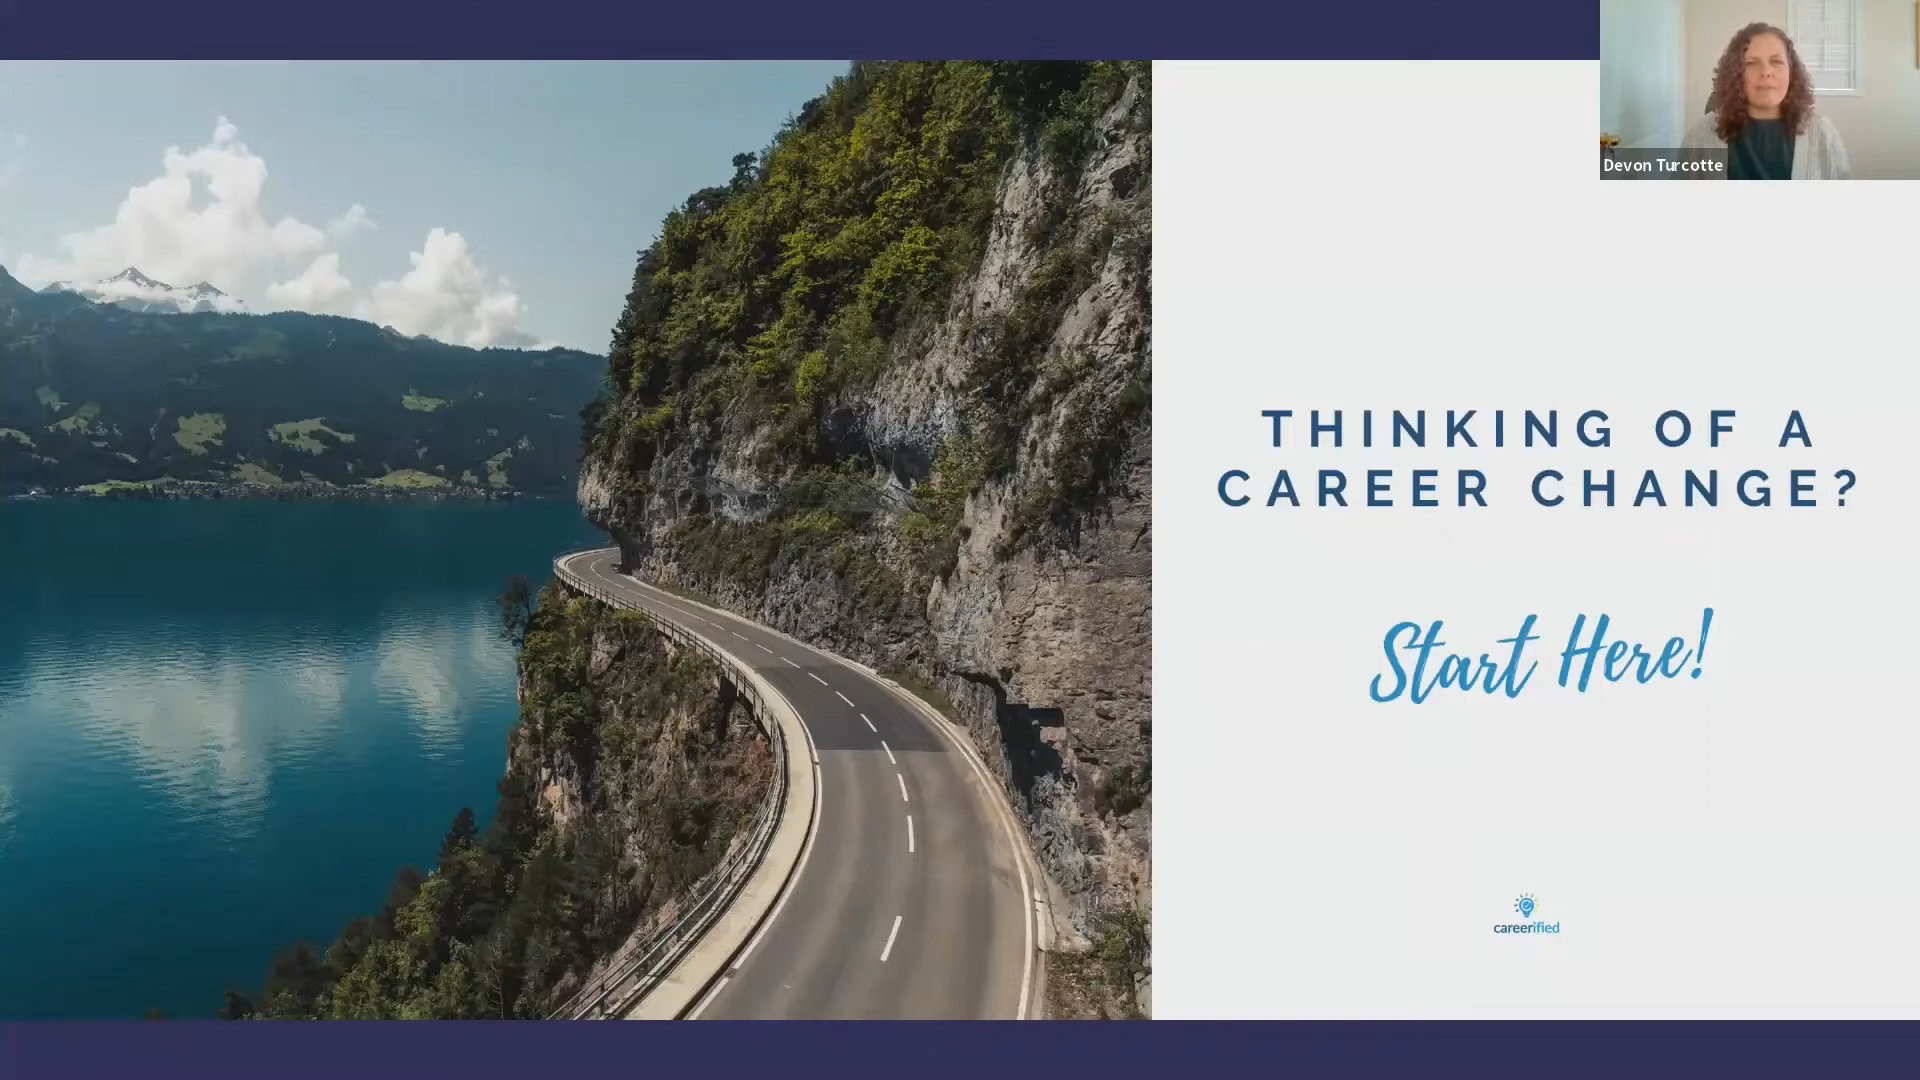 Devon Turcotte
THINKING OF A
CAREER CHANGE?
Start Here!
careerified